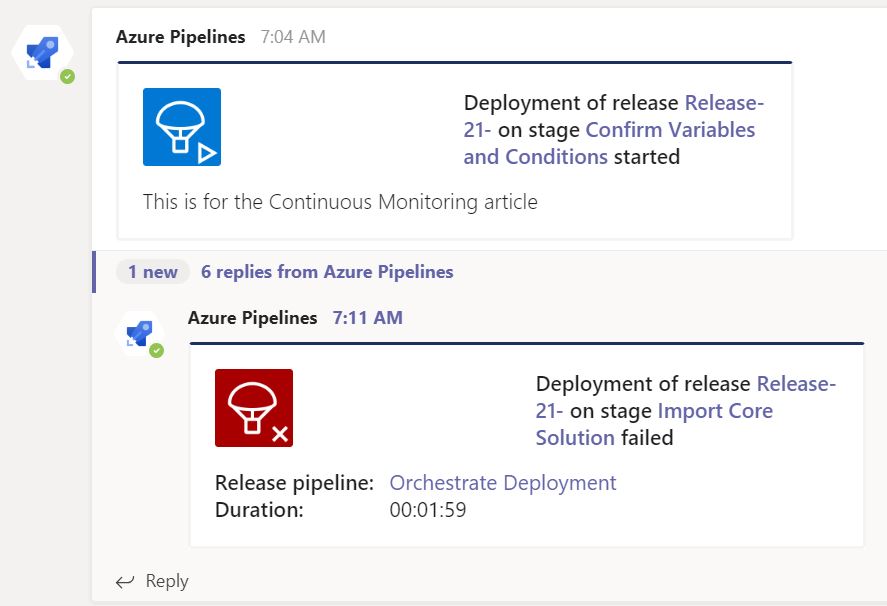 Azure Pipelines 7:04 AM
Deployment of release Release-
21- on stage Confirm Variables
and Conditions started
This is for the Continuous Monitoring article
1 new 6 replies from Azure Pipelines
Azure Pipelines 7:11 AM
Deployment of release Release-
21- on stage Import Core
Solution failed
Release pipeline: Orchestrate Deployment
Duration: 00:01:59
Reply